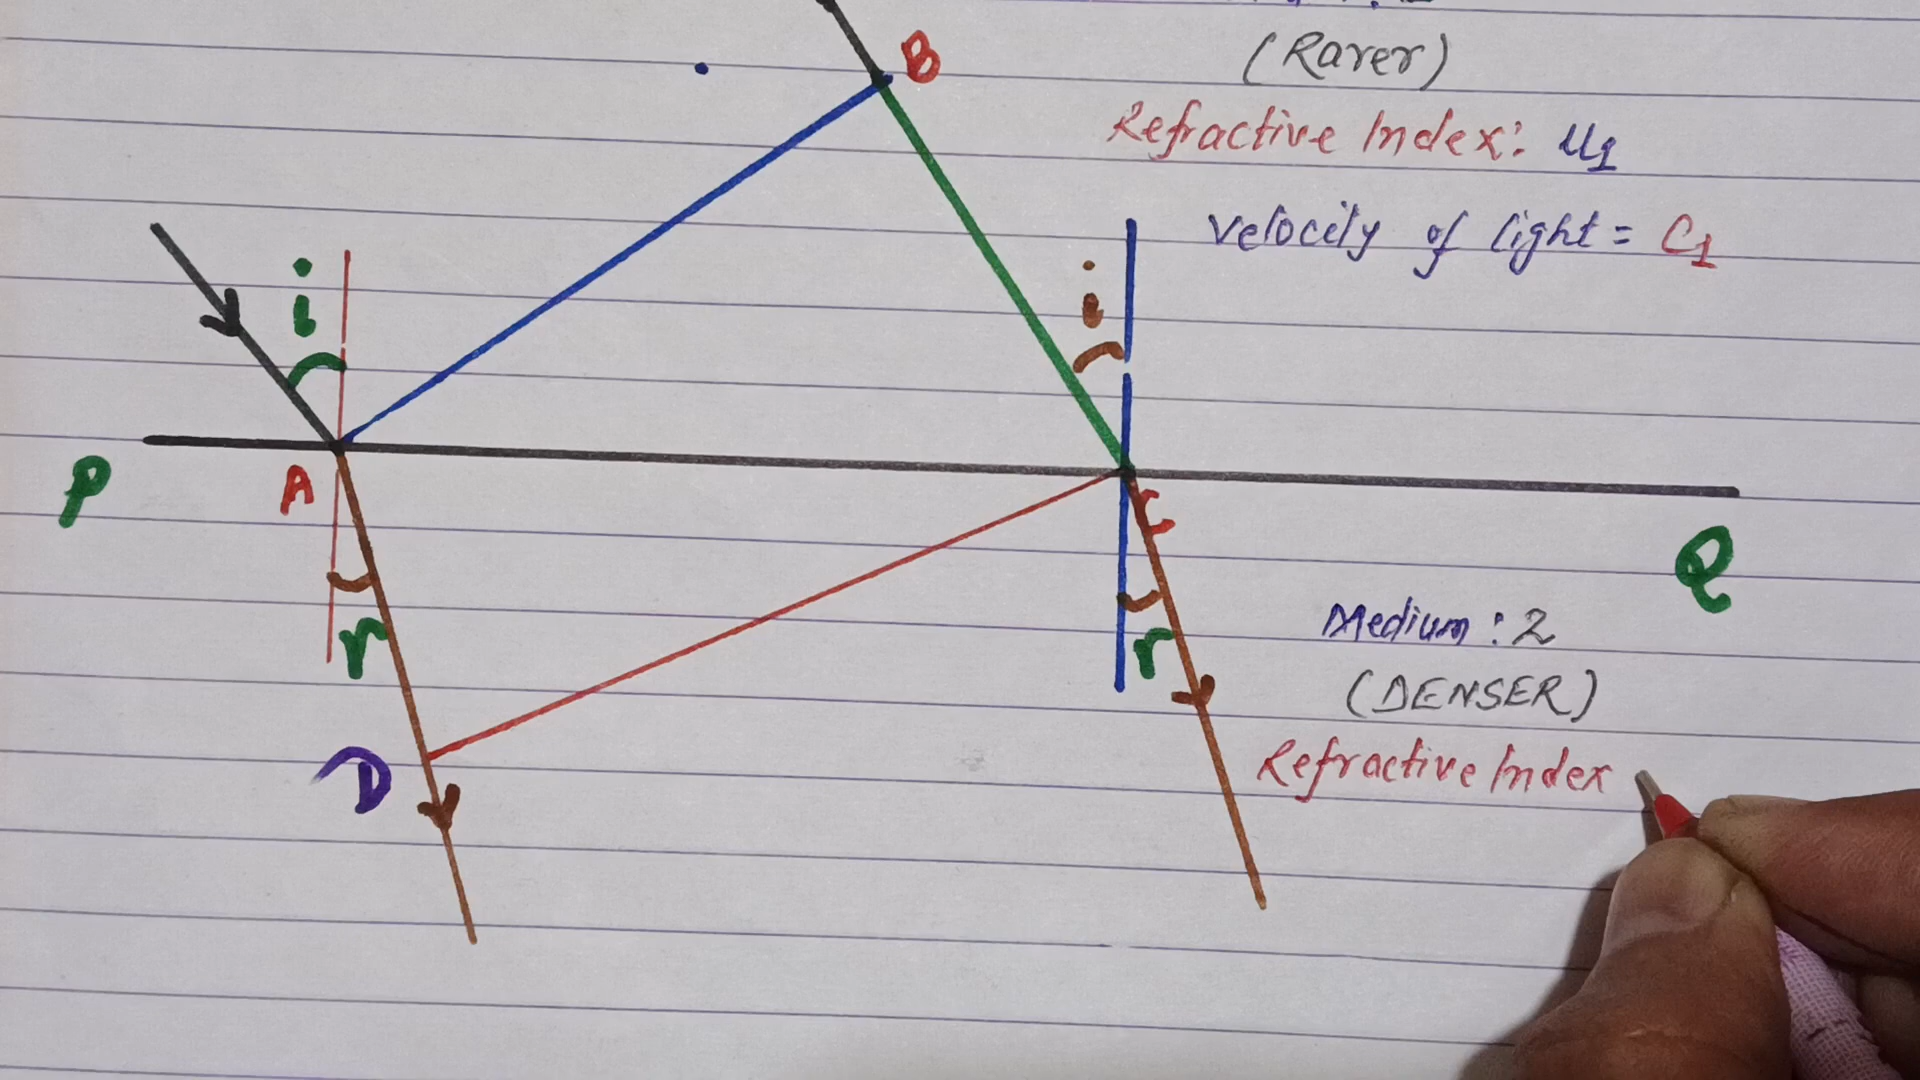 B
(Rarer)
Refractive Index: μ1
Velocity of light = C1
i
i
P
A
C
Q
r
r
D
Medium : 2
(DENSER)
Refractive Index